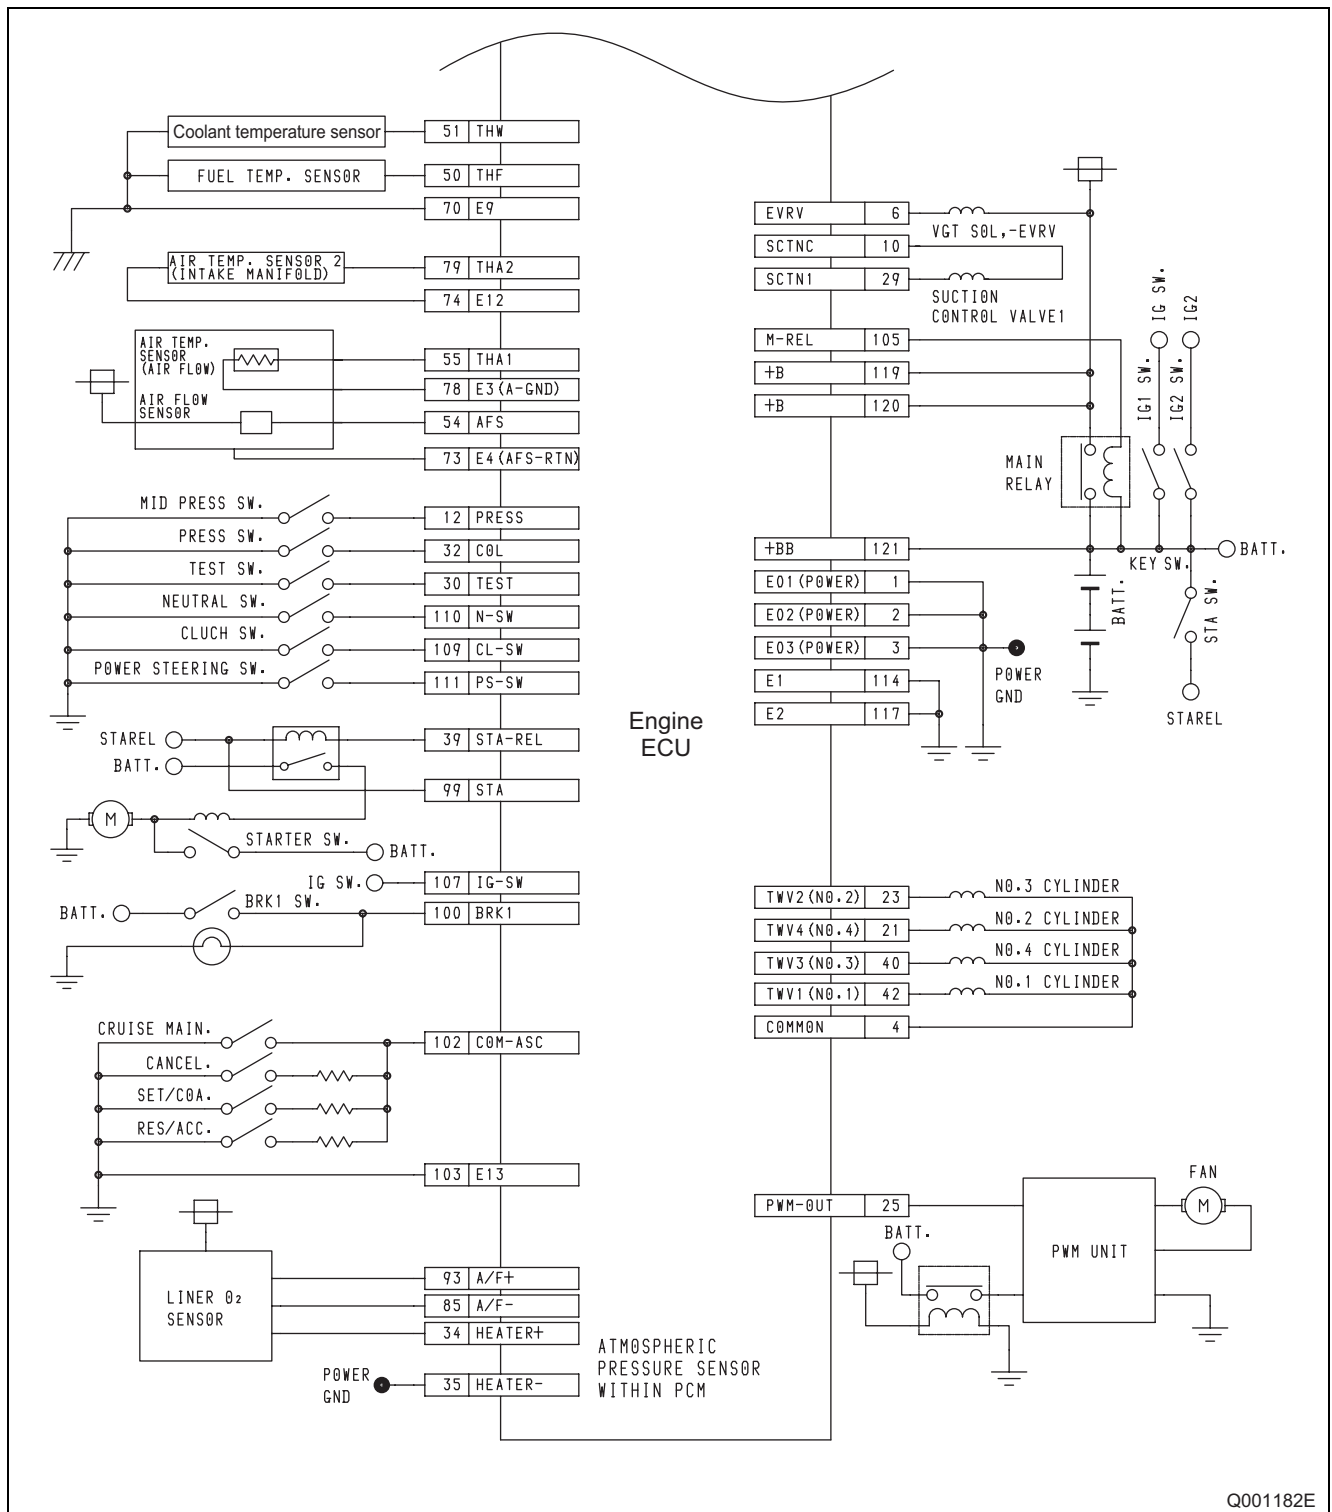 Coolant temperature sensor
51 THW
FUEL TEMP. SENSOR
50 THF
70 E9
AIR TEMP. SENSOR 2
(INTAKE MANIFOLD)
79 THA2
74 E12
AIR TEMP.
SENSOR
(AIR FLOW)
55 THA1
78 E3(A-GND)
AIR FLOW
SENSOR
54 AFS
73 E4(AFS-RTN)
MID PRESS SW.
12 PRESS
PRESS SW.
32 COL
TEST SW.
30 TEST
NEUTRAL SW.
110 N-SW
CLUCH SW.
109 CL-SW
POWER STEERING SW.
111 PS-SW
STAREL
39 STA-REL
BATT.
99 STA
M
STARTER SW.
BATT.
IG SW.
107 IG-SW
BRK1 SW.
BATT.
100 BRK1
CRUISE MAIN.
102 COM-ASC
CANCEL.
SET/COA.
RES/ACC.
103 E13
LINER O₂
SENSOR
93 A/F+
85 A/F-
34 HEATER+
POWER
GND
35 HEATER-
Engine
ECU
ATMOSPHERIC
PRESSURE SENSOR
WITHIN PCM
EVRV 6
VGT SOL,-EVRV
SCTNC 10
SCTN1 29
SUCTION
CONTROL VALVE1
M-REL 105
+B 119
+B 120
MAIN
RELAY
IG SW.
IG2
IG1 SW.
IG2 SW.
+BB 121
BATT.
KEY SW.
E01(POWER) 1
E02(POWER) 2
E03(POWER) 3
POWER
GND
BATT.
STA SW.
STAREL
E1 114
E2 117
TWV2(NO.2) 23
NO.3 CYLINDER
TWV4(NO.4) 21
NO.2 CYLINDER
TWV3(NO.3) 40
NO.4 CYLINDER
TWV1(NO.1) 42
NO.1 CYLINDER
COMMON 4
PWM-OUT 25
BATT.
PWM UNIT
FAN
M
Q001182E